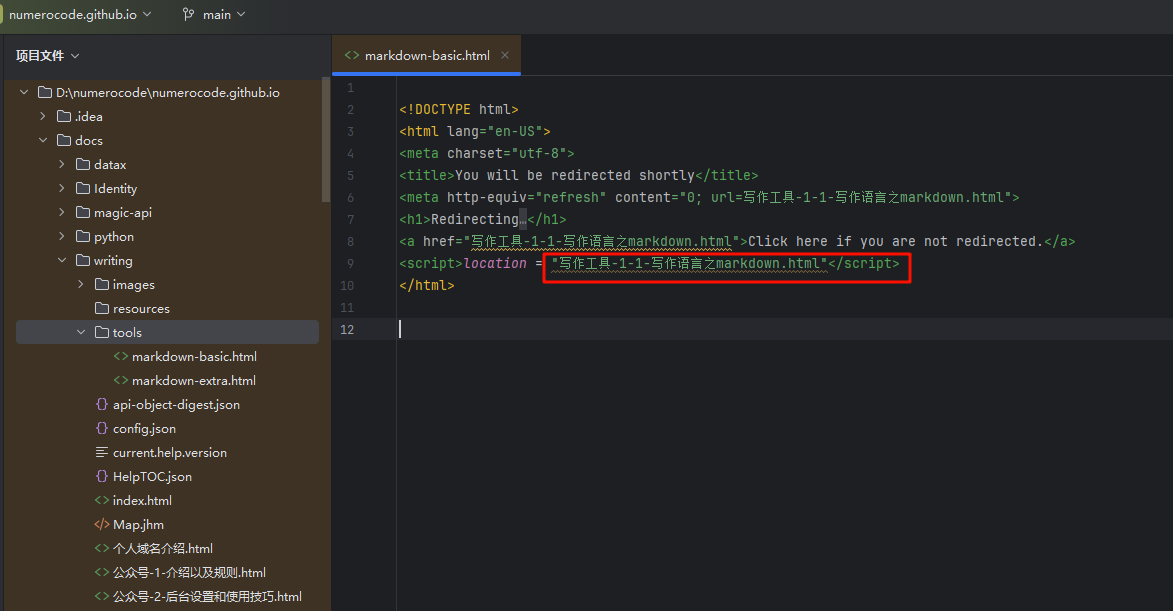 numerocode.github.io main
项目文件
markdown-basic.html
D:\numerocode\numerocode.github.io
.idea
docs
datax
Identity
magic-api
python
writing
images
resources
tools
markdown-basic.html
markdown-extra.html
api-object-digest.json
config.json
current.help.version
HelpTOC.json
index.html
Map.jhm
个人域名介绍.html
公众号-1-介绍以及规则.html
公众号-2-后台设置和使用技巧.html
1
2 <!DOCTYPE html>
3 <html lang="en-US">
4 <meta charset="utf-8">
5 <title>You will be redirected shortly</title>
6 <meta http-equiv="refresh" content="0; url=写作工具-1-1-写作语言之markdown.html">
7 <h1>Redirecting…</h1>
8 <a href="写作工具-1-1-写作语言之markdown.html">Click here if you are not redirected.</a>
9 <script>location = "写作工具-1-1-写作语言之markdown.html"</script>
10 </html>
11
12